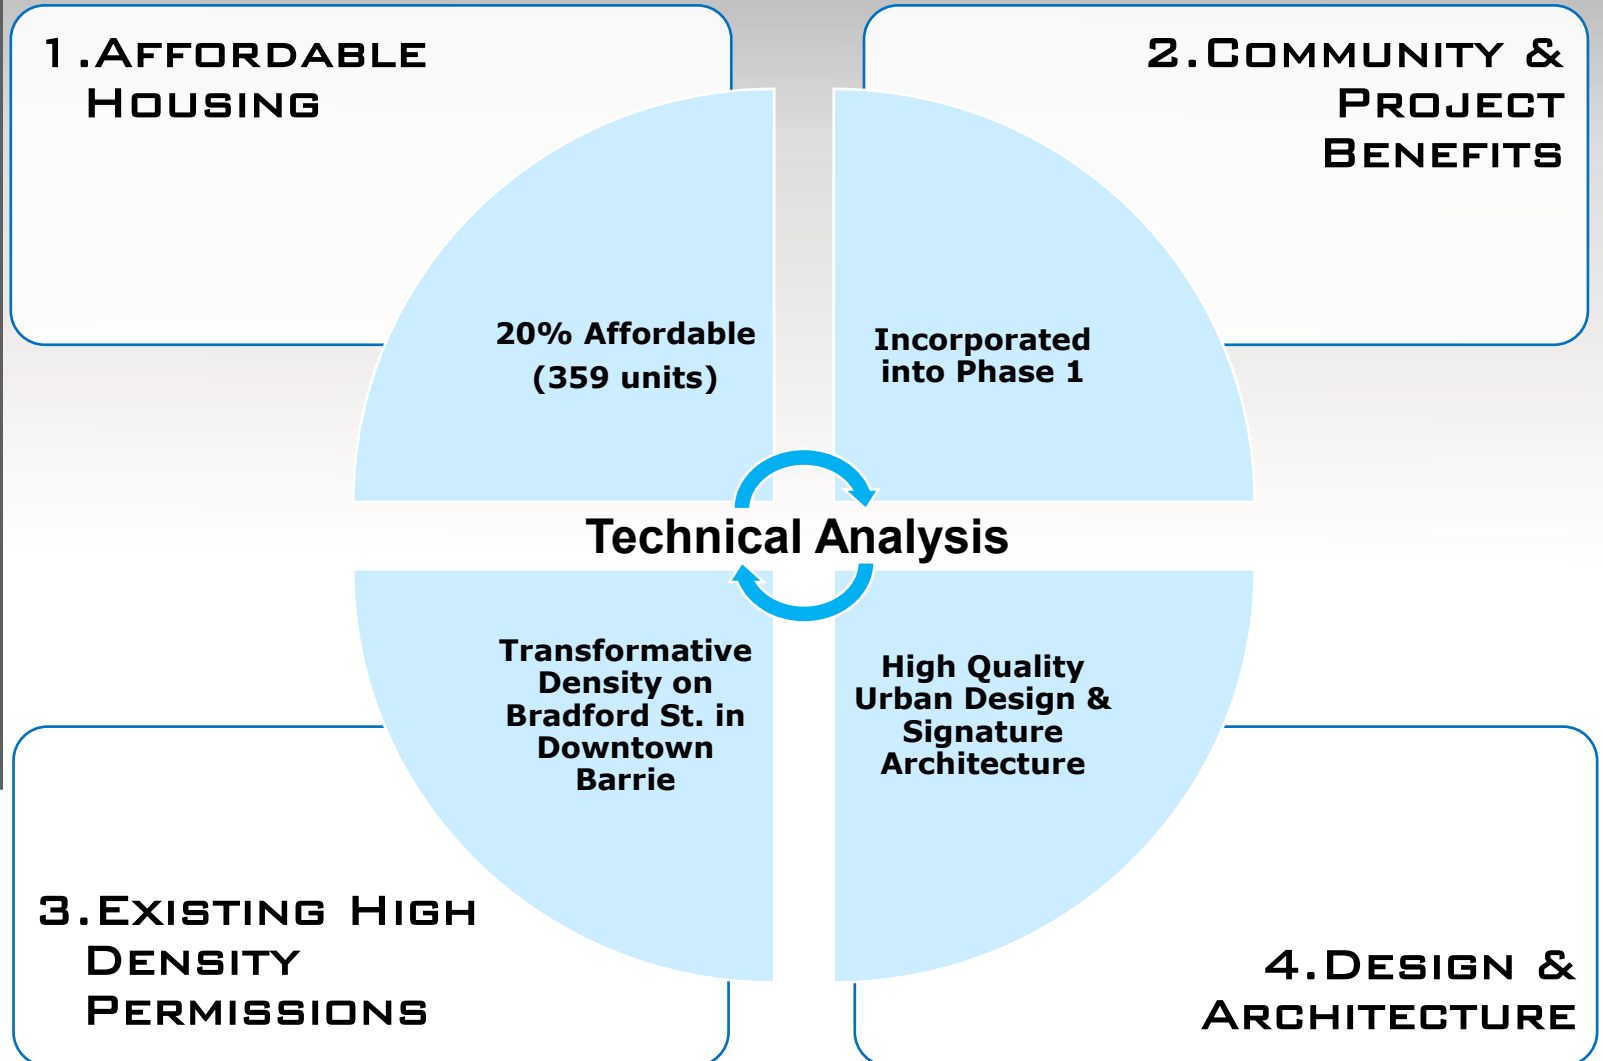 1.Affordable
Housing
2.Community &
Project
Benefits
20% Affordable
(359 units)
Incorporated
into Phase 1
Technical Analysis
Transformative
Density on
Bradford St. in
Downtown
Barrie
High Quality
Urban Design &
Signature
Architecture
3.Existing High
Density
Permissions
4.Design &
Architecture